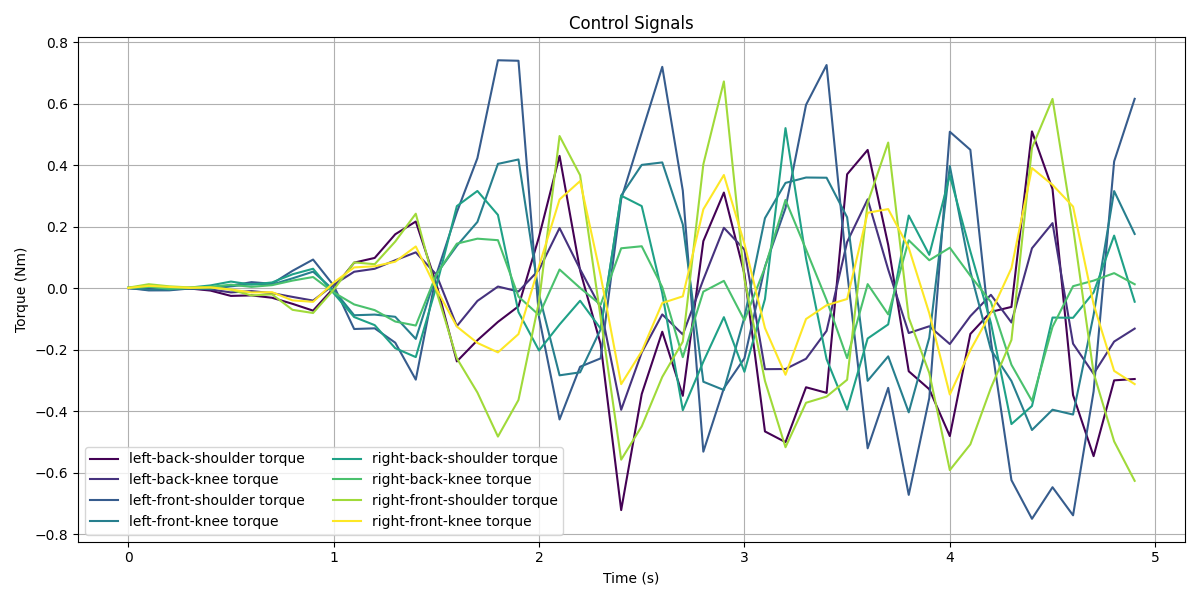 Control Signals
Torque (Nm)
0.8
0.6
0.4
0.2
0.0
−0.2
−0.4
−0.6
−0.8
left-back-shoulder torque
left-back-knee torque
left-front-shoulder torque
left-front-knee torque
right-back-shoulder torque
right-back-knee torque
right-front-shoulder torque
right-front-knee torque
0 1 2 3 4 5
Time (s)